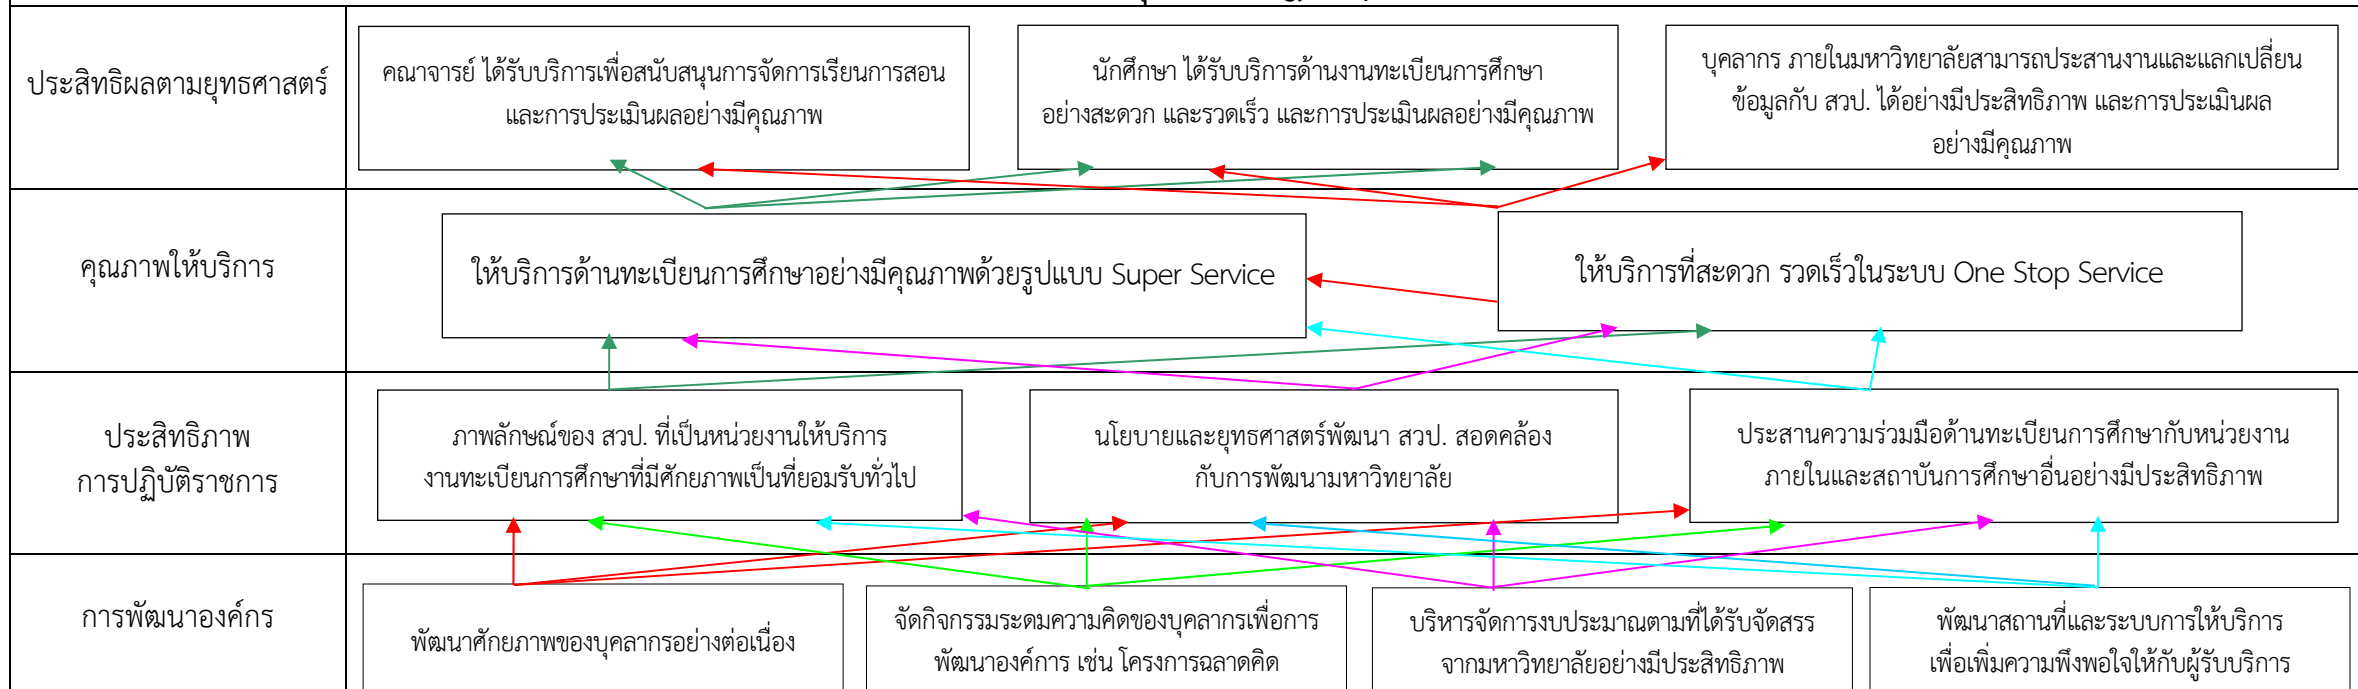 ประสิทธิผลตามยุทธศาสตร์
คณาจารย์ ได้รับบริการเพื่อสนับสนุนการจัดการเรียนการสอน
และการประเมินผลอย่างมีคุณภาพ
นักศึกษา ได้รับบริการด้านงานทะเบียนการศึกษา
อย่างสะดวก และรวดเร็ว และการประเมินผลอย่างมีคุณภาพ
บุคลากร ภายในมหาวิทยาลัยสามารถประสานงานและแลกเปลี่ยน
ข้อมูลกับ สวป. ได้อย่างมีประสิทธิภาพ และการประเมินผล
อย่างมีคุณภาพ
คุณภาพให้บริการ
ให้บริการด้านทะเบียนการศึกษาอย่างมีคุณภาพด้วยรูปแบบ Super Service
ให้บริการที่สะดวก รวดเร็วในระบบ One Stop Service
ประสิทธิภาพ
การปฏิบัติราชการ
ภาพลักษณ์ของ สวป. ที่เป็นหน่วยงานให้บริการ
งานทะเบียนการศึกษาที่มีศักยภาพเป็นที่ยอมรับทั่วไป
นโยบายและยุทธศาสตร์พัฒนา สวป. สอดคล้อง
กับการพัฒนามหาวิทยาลัย
ประสานความร่วมมือด้านทะเบียนการศึกษากับหน่วยงาน
ภายในและสถาบันการศึกษาอื่นอย่างมีประสิทธิภาพ
การพัฒนาองค์กร
พัฒนาศักยภาพของบุคลากรอย่างต่อเนื่อง
จัดกิจกรรมระดมความคิดของบุคลากรเพื่อการ
พัฒนาองค์การ เช่น โครงการฉลาดคิด
บริหารจัดการงบประมาณตามที่ได้รับจัดสรร
จากมหาวิทยาลัยอย่างมีประสิทธิภาพ
พัฒนาสถานที่และระบบการให้บริการ
เพื่อเพิ่มความพึงพอใจให้กับผู้รับบริการ